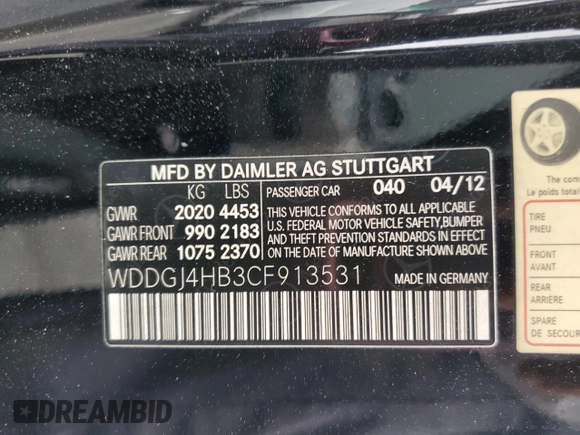 MFD BY DAIMLER AG STUTTGART
KG LBS
GVWR 2020 4453
GAWR FRONT 990 2183
GAWR REAR 1075 2370
PASSENGER CAR 040 04/12
THIS VEHICLE CONFORMS TO ALL APPLICABLE
U.S. FEDERAL MOTOR VEHICLE SAFETY,BUMPER
AND THEFT PREVENTION STANDARDS IN EFFECT
ON THE DATE OF MANUFACTURE SHOWN ABOVE
WDDGJ4HB3CF913531
MADE IN GERMANY
The com
Le poids total
TIRE
PNEU
FRONT
AVANT
REAR
ARRIERE
SPARE
DE SECOUR
DREAMBID